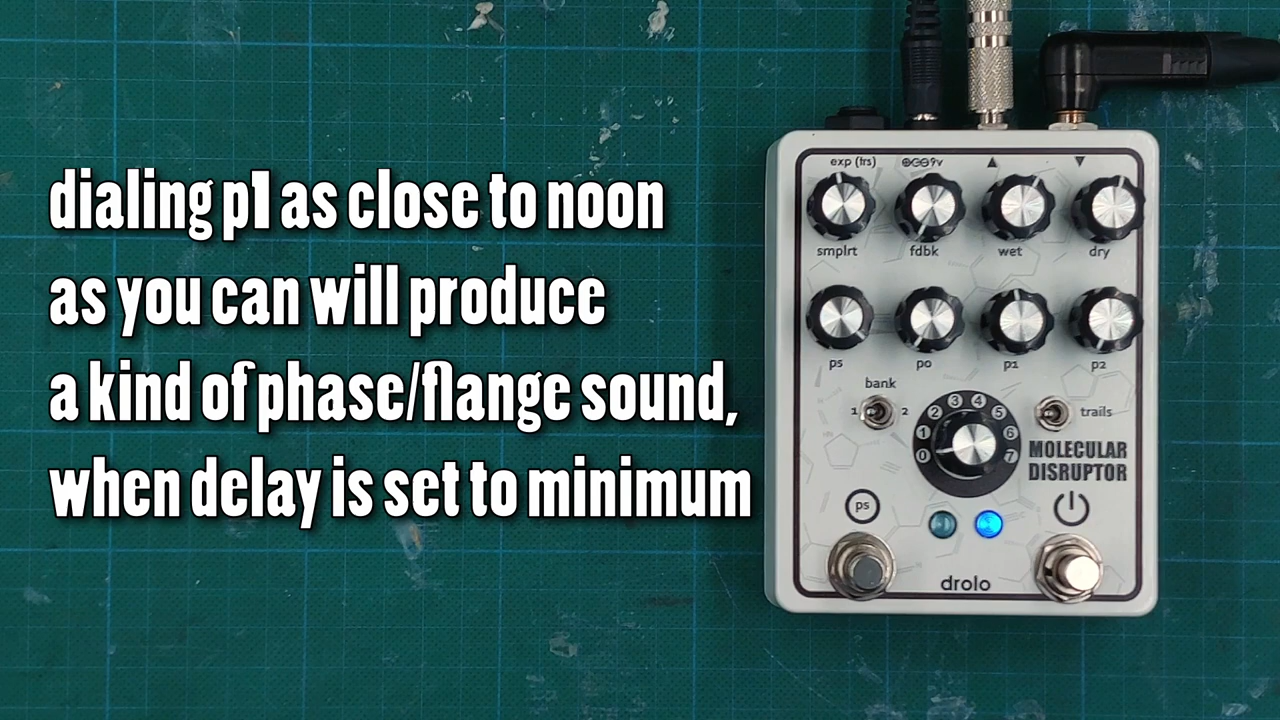 dialing p1 as close to noon
as you can will produce
a kind of phase/flange sound,
when delay is set to minimum
exp (trs) 9v
smplrt fdbk wet dry
ps p0 p1 p2
bank
1 2 trails
0 1 2 3 4 5 6 7
MOLECULAR
DISRUPTOR
ps
drolo